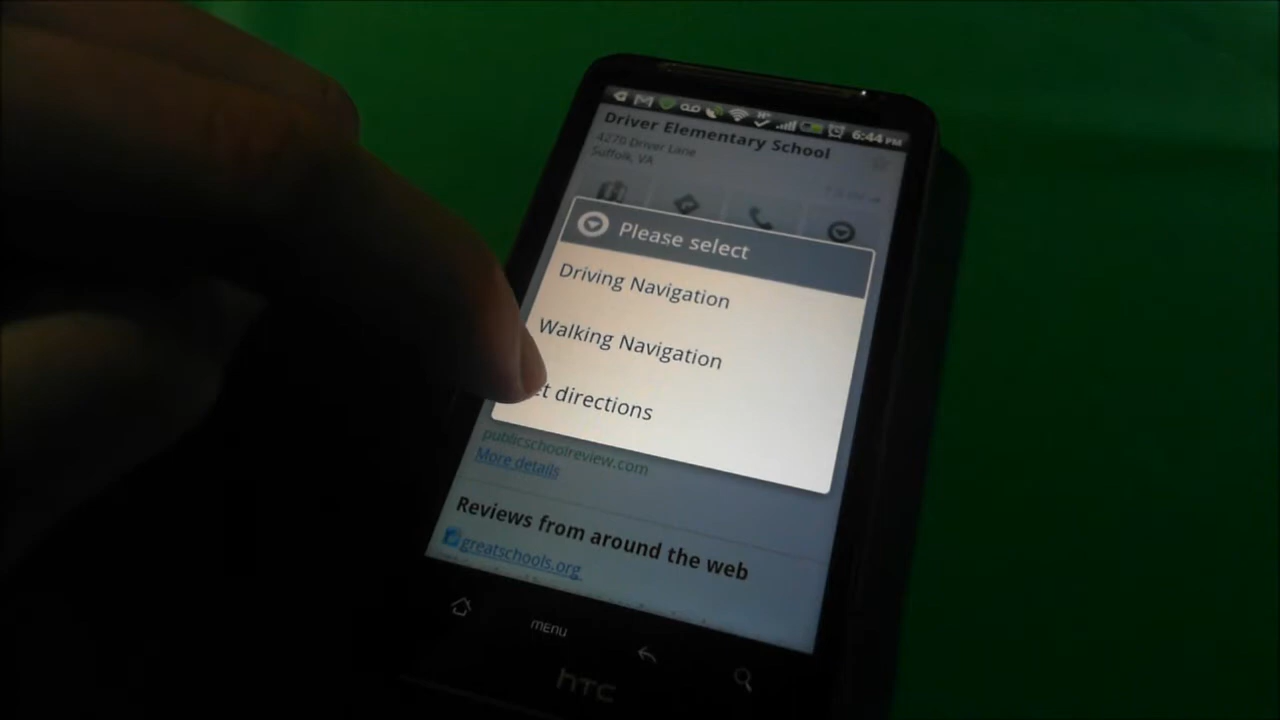 6:44 PM
Driver Elementary School
4270 Driver Lane
Suffolk, VA
Please select
Driving Navigation
Walking Navigation
et directions
publicschoolreview.com
More details
Reviews from around the web
greatschools.org
menu
hTC